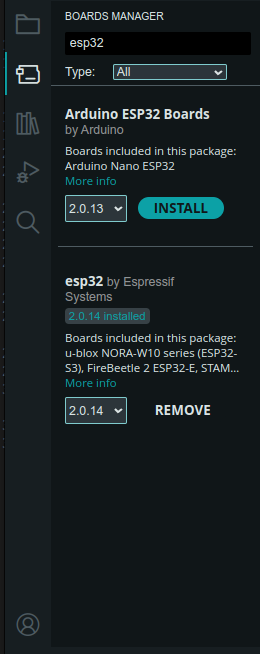 BOARDS MANAGER
esp32
Type: All
Arduino ESP32 Boards
by Arduino
Boards included in this package:
Arduino Nano ESP32
More info
2.0.13 INSTALL
esp32 by Espressif
Systems
2.0.14 installed
Boards included in this package:
u-blox NORA-W10 series (ESP32-
S3), FireBeetle 2 ESP32-E, STAM...
More info
2.0.14 REMOVE